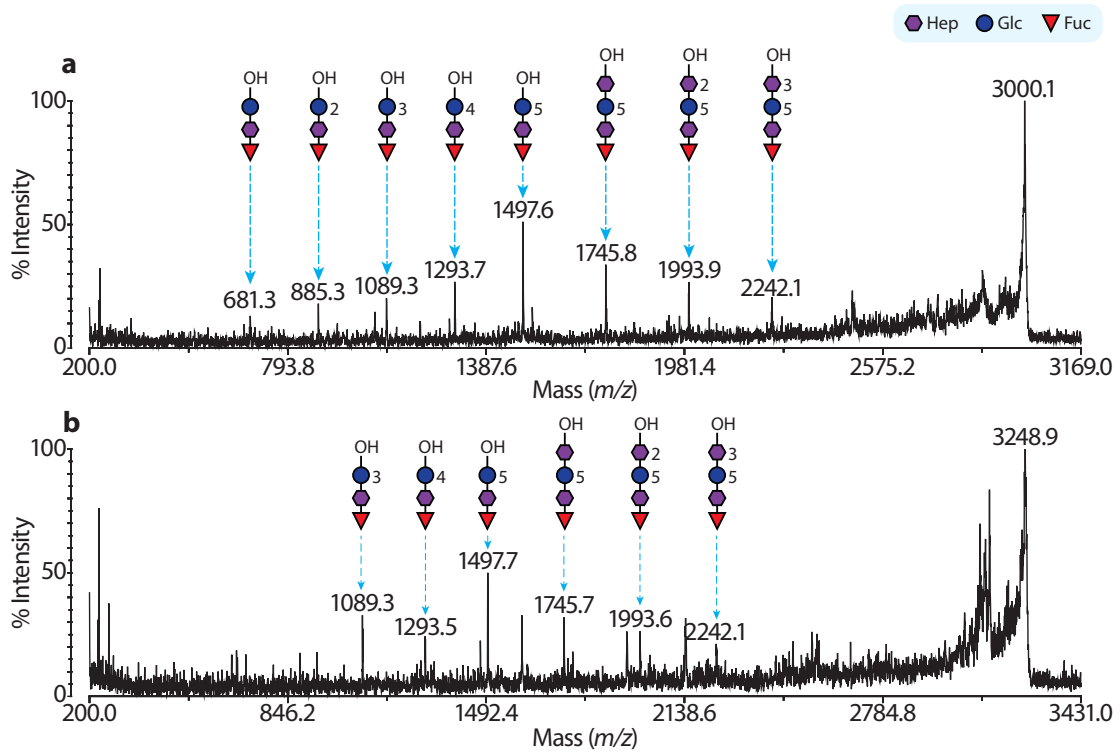 Hep Glc Fuc
a
OH OH OH OH OH OH OH OH
2 3 4 5 5 2 5 3 5
100
50
0
% Intensity
681.3 885.3 1089.3 1293.7 1497.6 1745.8 1993.9 2242.1 3000.1
200.0 793.8 1387.6 1981.4 2575.2 3169.0
Mass (m/z)
b
OH OH OH OH OH OH
3 4 5 5 2 5 3 5
100
50
0
% Intensity
1089.3 1293.5 1497.7 1745.7 1993.6 2242.1 3248.9
200.0 846.2 1492.4 2138.6 2784.8 3431.0
Mass (m/z)